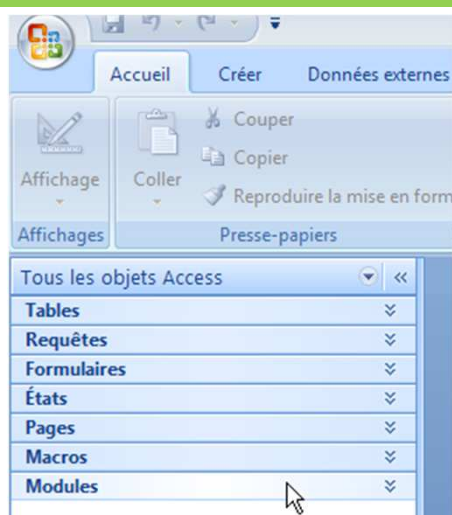 Accueil Créer Données externes
Couper
Copier
Affichage Coller
Reproduire la mise en form
Affichages Presse-papiers
Tous les objets Access
Tables
Requêtes
Formulaires
États
Pages
Macros
Modules